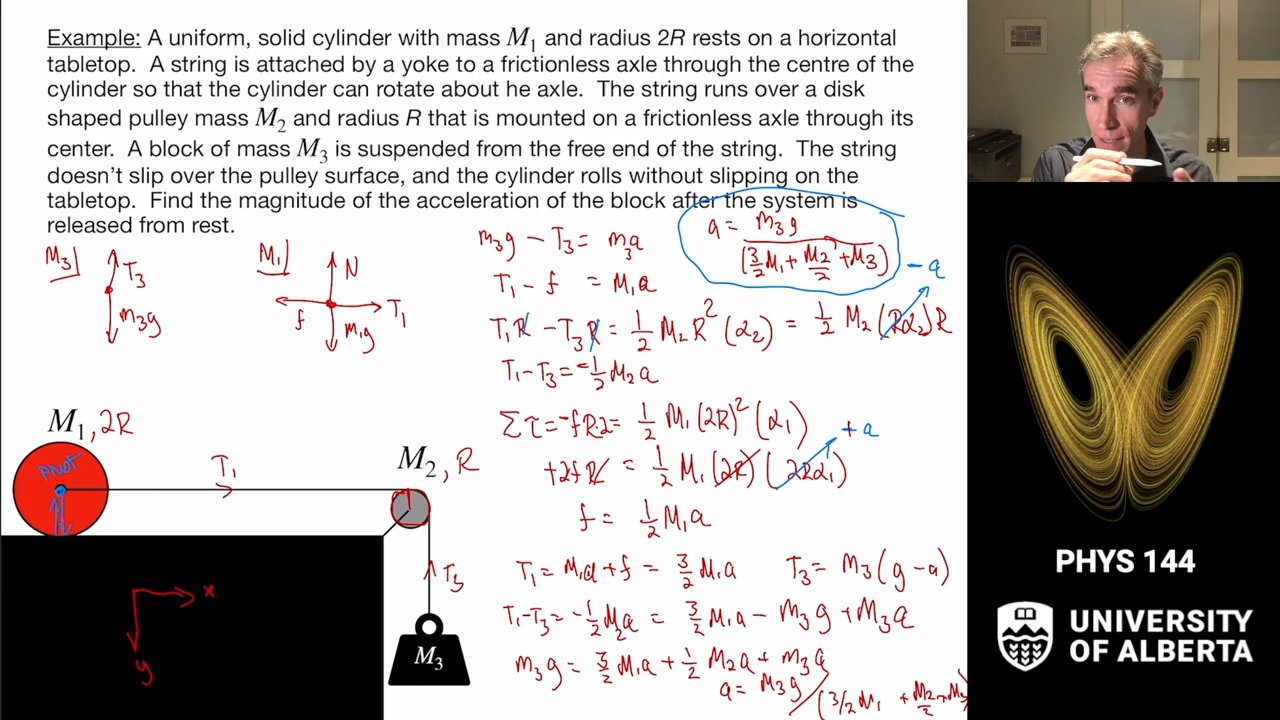 Example: A uniform, solid cylinder with mass M₁ and radius 2R rests on a horizontal
tabletop. A string is attached by a yoke to a frictionless axle through the centre of the
cylinder so that the cylinder can rotate about he axle. The string runs over a disk
shaped pulley mass M₂ and radius R that is mounted on a frictionless axle through its
center. A block of mass M₃ is suspended from the free end of the string. The string
doesn't slip over the pulley surface, and the cylinder rolls without slipping on the
tabletop. Find the magnitude of the acceleration of the block after the system is
released from rest.
M₃
T₃
m₃g
M₁
N
f
T₁
m₁g
m₃g - T₃ = m₃a
a = m₃g / (3/2 M₁ + M₂/2 + M₃)
T₁ - f = M₁a
- a
T₁R - T₃R = 1/2 M₂R² (α₂) = 1/2 M₂ (Rα₂) R
T₁ - T₃ = -1/2 M₂a
Στ = -fR2 = 1/2 M₁ (2R)² (α₁)
+ a
+2fR = 1/2 M₁ (2R) (2Rα₁)
f = 1/2 M₁a
T₁ = M₁a + f = 3/2 M₁a T₃ = M₃(g - a)
T₁ - T₃ = -1/2 M₂a = 3/2 M₁a - M₃g + M₃a
m₃g = 3/2 M₁a + 1/2 M₂a + m₃a
a = M₃g / (3/2 M₁ + M₂/2 + M₃)
M₁, 2R
Pivot
T₁
M₂, R
T₃
M₃
x
y
PHYS 144
UNIVERSITY
OF ALBERTA